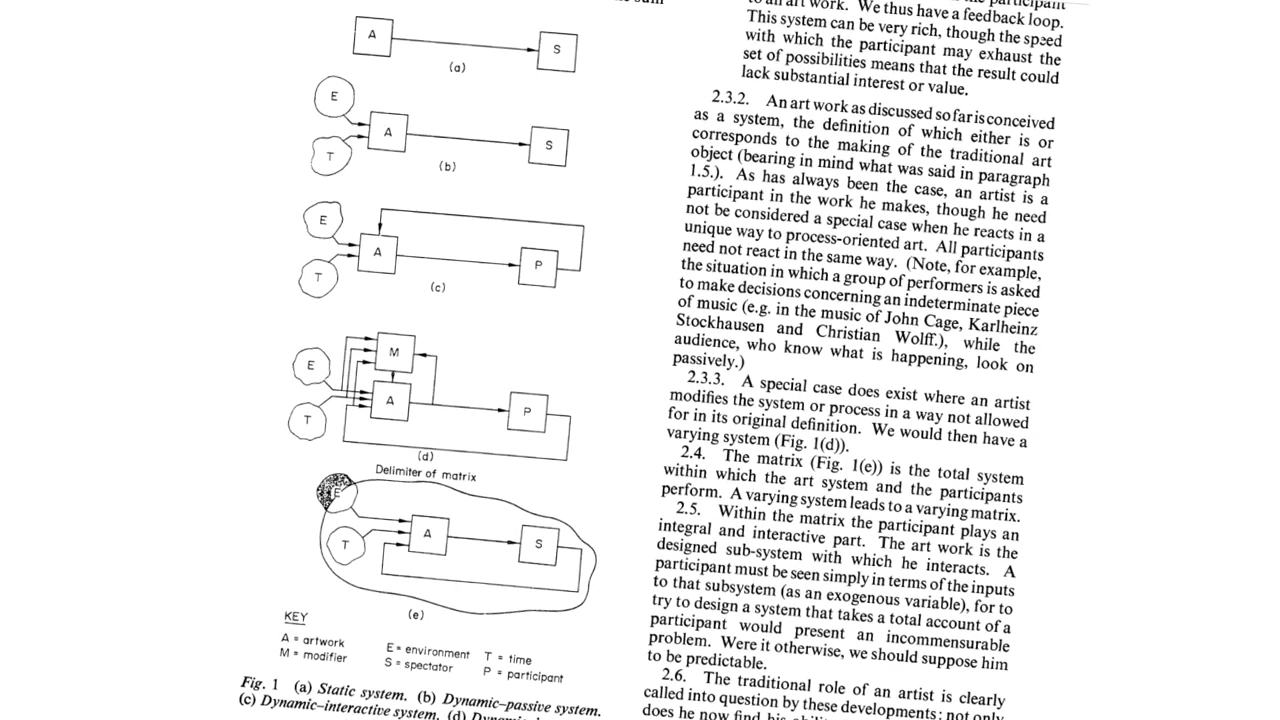 A
S
(a)
E
T
A
S
(b)
E
T
A
P
(c)
E
T
M
A
P
(d)
Delimiter of matrix
E
T
A
S
(e)
KEY
A = artwork
M = modifier
E = environment
S = spectator
T = time
P = participant
Fig. 1 (a) Static system. (b) Dynamic–passive system.
(c) Dynamic–interactive system. (d)
participant
to an art work. We thus have a feedback loop.
This system can be very rich, though the speed
with which the participant may exhaust the
set of possibilities means that the result could
lack substantial interest or value.
2.3.2. An art work as discussed so far is conceived
as a system, the definition of which either is or
corresponds to the making of the traditional art
object (bearing in mind what was said in paragraph
1.5.). As has always been the case, an artist is a
participant in the work he makes, though he need
not be considered a special case when he reacts in a
unique way to process-oriented art. All participants
need not react in the same way. (Note, for example,
the situation in which a group of performers is asked
to make decisions concerning an indeterminate piece
of music (e.g. in the music of John Cage, Karlheinz
Stockhausen and Christian Wolff.), while the
audience, who know what is happening, look on
passively.)
2.3.3. A special case does exist where an artist
modifies the system or process in a way not allowed
for in its original definition. We would then have a
varying system (Fig. 1(d)).
2.4. The matrix (Fig. 1(e)) is the total system
within which the art system and the participants
perform. A varying system leads to a varying matrix.
2.5. Within the matrix the participant plays an
integral and interactive part. The art work is the
designed sub-system with which he interacts. A
participant must be seen simply in terms of the inputs
to that subsystem (as an exogenous variable), for to
try to design a system that takes a total account of a
participant would present an incommensurable
problem. Were it otherwise, we should suppose him
to be predictable.
2.6. The traditional role of an artist is clearly
called into question by these developments; not only
does he now find his